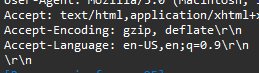 User-Agent: Mozilla/5.0 (Macintosh; I
Accept: text/html,application/xhtml+x
Accept-Encoding: gzip, deflate\r\n
Accept-Language: en-US,en;q=0.9\r\n
\r\n